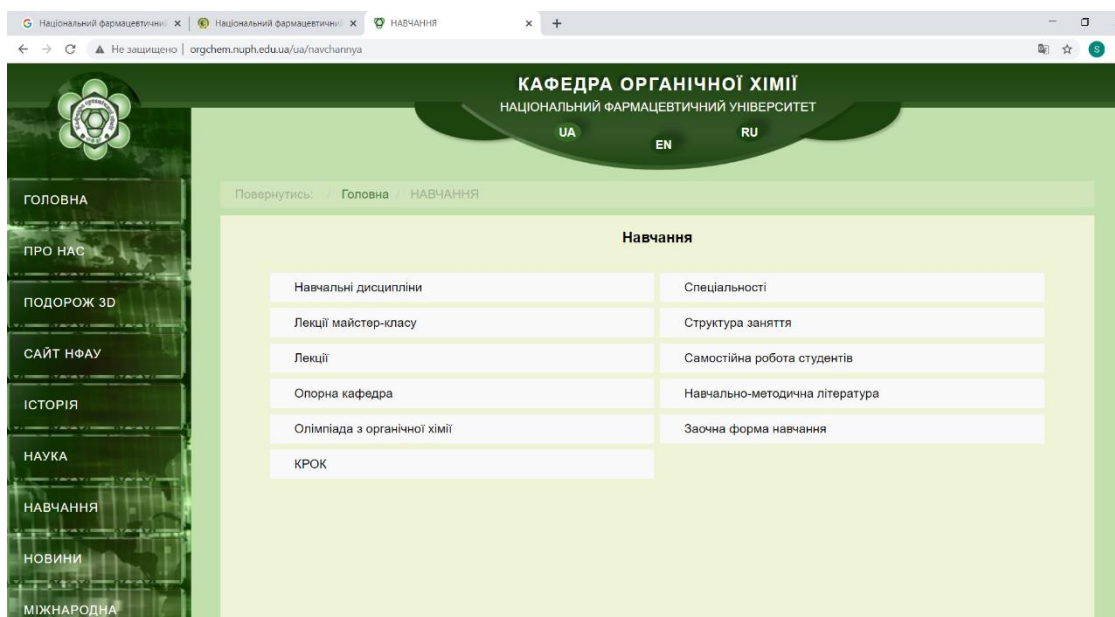 Національний фармацевтичн
Національний фармацевтичн
НАВЧАННЯ
Не защищено | orgchem.nuph.edu.ua/ua/navchannya
S
КАФЕДРА ОРГАНІЧНОЇ ХІМІЇ
НАЦІОНАЛЬНИЙ ФАРМАЦЕВТИЧНИЙ УНІВЕРСИТЕТ
UA EN RU
ГОЛОВНА
ПРО НАС
ПОДОРОЖ 3D
САЙТ НФАУ
ІСТОРІЯ
НАУКА
НАВЧАННЯ
НОВИНИ
МІЖНАРОДНА
Повернутись: / Головна / НАВЧАННЯ
Навчання
Навчальні дисципліни
Лекції майстер-класу
Лекції
Опорна кафедра
Олімпіада з органічної хімії
КРОК
Спеціальності
Структура заняття
Самостійна робота студентів
Навчально-методична література
Заочна форма навчання